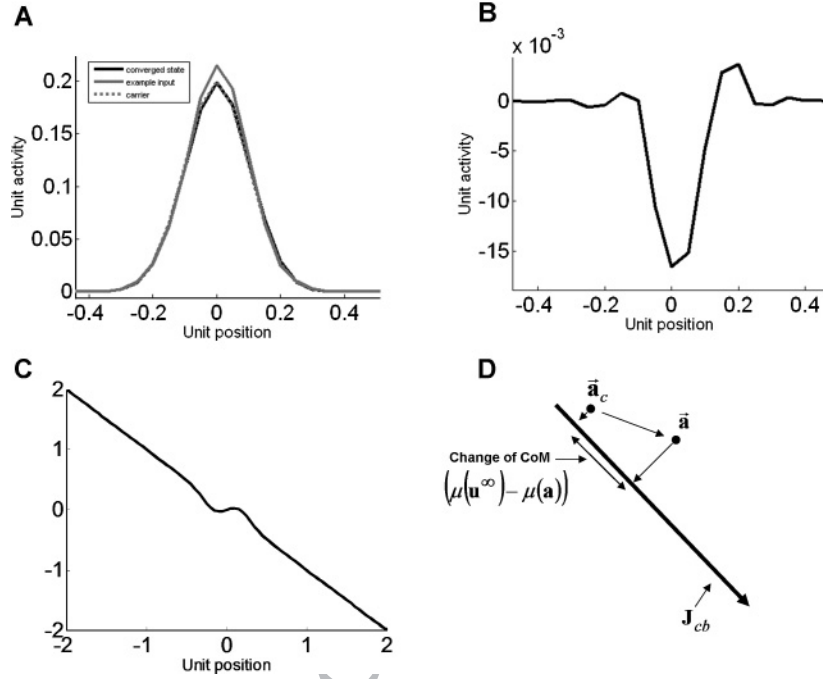 A
converged state
example input
carrier
0.2
0.15
0.1
0.05
0
-0.4 -0.2 0 0.2 0.4
Unit position
Unit activity
B
x 10⁻³
0
-5
-10
-15
-0.4 -0.2 0 0.2 0.4
Unit position
Unit activity
C
2
1
0
-1
-2
-2 -1 0 1 2
Unit position
D
a⃗c
a⃗
Change of CoM
(μ(u^∞) − μ(a))
J_cb